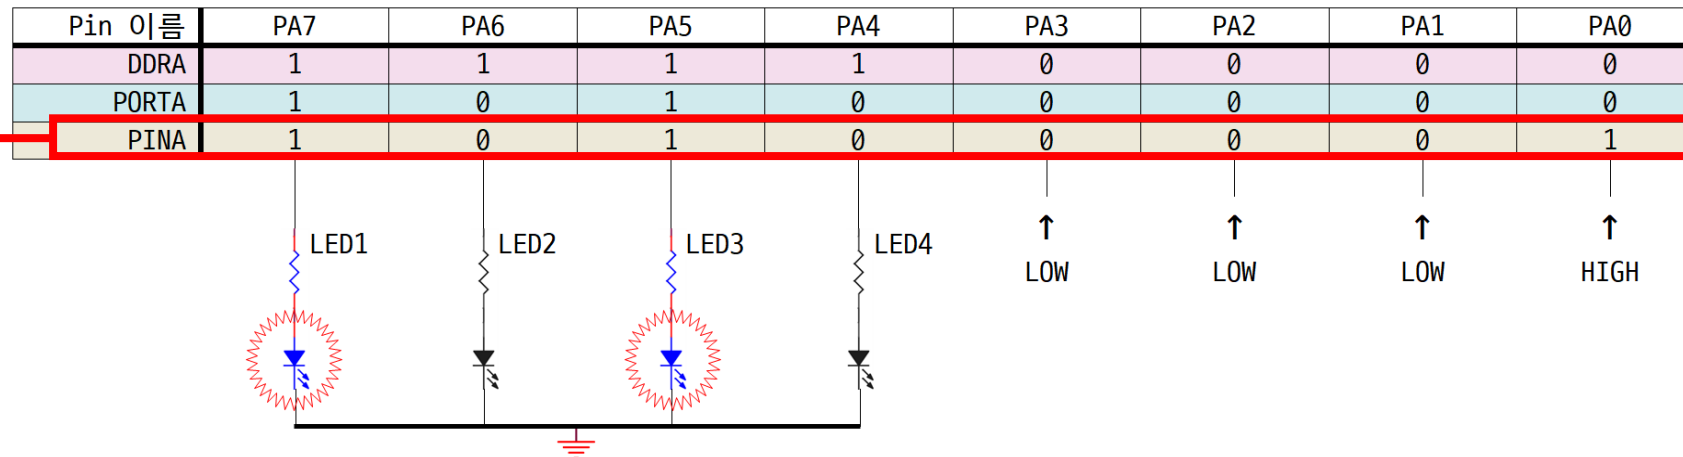 Pin 이름 PA7 PA6 PA5 PA4 PA3 PA2 PA1 PA0
DDRA 1 1 1 1 0 0 0 0
PORTA 1 0 1 0 0 0 0 0
PINA 1 0 1 0 0 0 0 1
LED1 LED2 LED3 LED4
↑ ↑ ↑ ↑
LOW LOW LOW HIGH